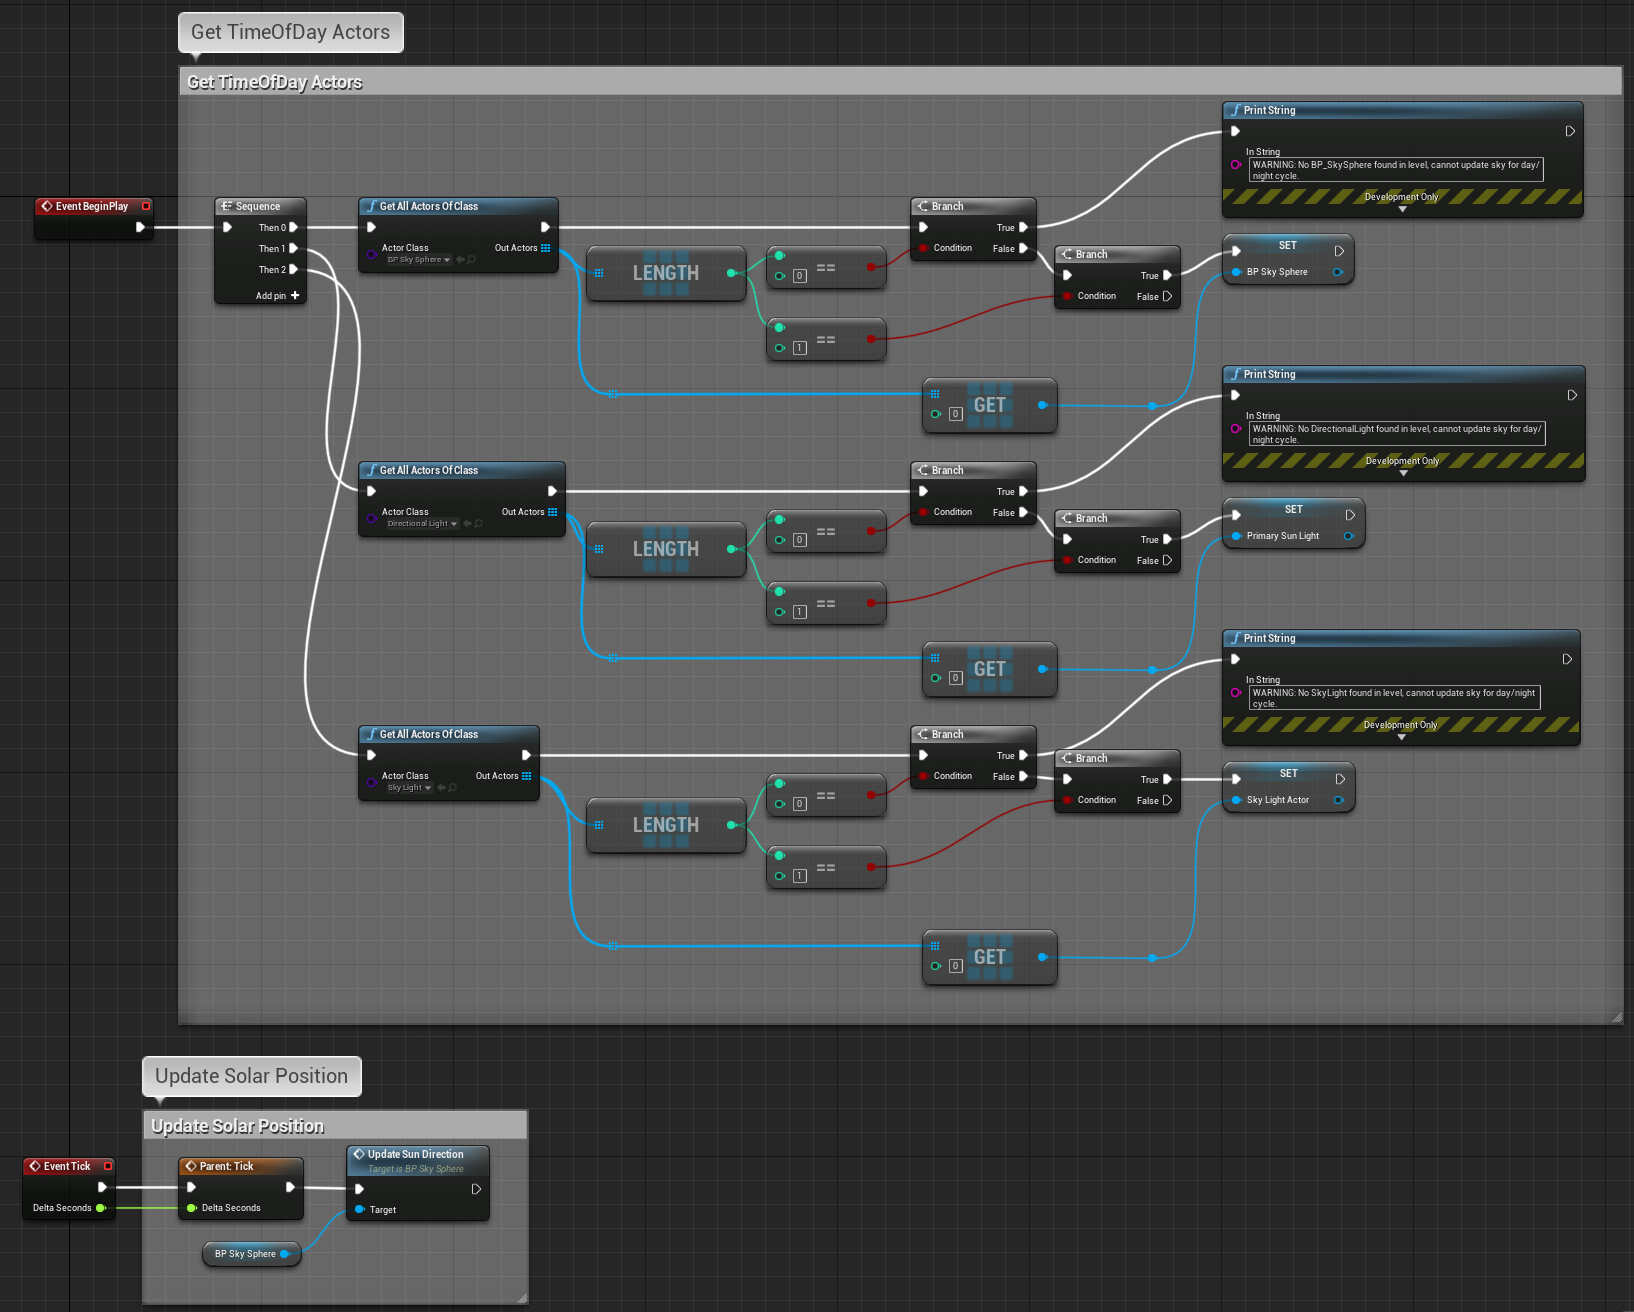 Get TimeOfDay Actors
Get TimeOfDay Actors
Print String
In String
WARNING: No BP_SkySphere found in level, cannot update sky for day/
night cycle.
Development Only
Event BeginPlay
Sequence
Then 0
Then 1
Then 2
Add pin
Get All Actors Of Class
Actor Class
BP Sky Sphere
Out Actors
LENGTH
==
0
==
1
Branch
True
Condition
False
Branch
True
Condition
False
SET
BP Sky Sphere
GET
0
Print String
In String
WARNING: No DirectionalLight found in level, cannot update sky for day/
night cycle.
Development Only
Get All Actors Of Class
Actor Class
Directional Light
Out Actors
LENGTH
==
0
==
1
Branch
True
Condition
False
Branch
True
Condition
False
SET
Primary Sun Light
GET
0
Print String
In String
WARNING: No SkyLight found in level, cannot update sky for day/night
cycle.
Development Only
Get All Actors Of Class
Actor Class
Sky Light
Out Actors
LENGTH
==
0
==
1
Branch
True
Condition
False
Branch
True
Condition
False
SET
Sky Light Actor
GET
0
Update Solar Position
Update Solar Position
Event Tick
Delta Seconds
Parent: Tick
Delta Seconds
Update Sun Direction
Target is BP Sky Sphere
Target
BP Sky Sphere